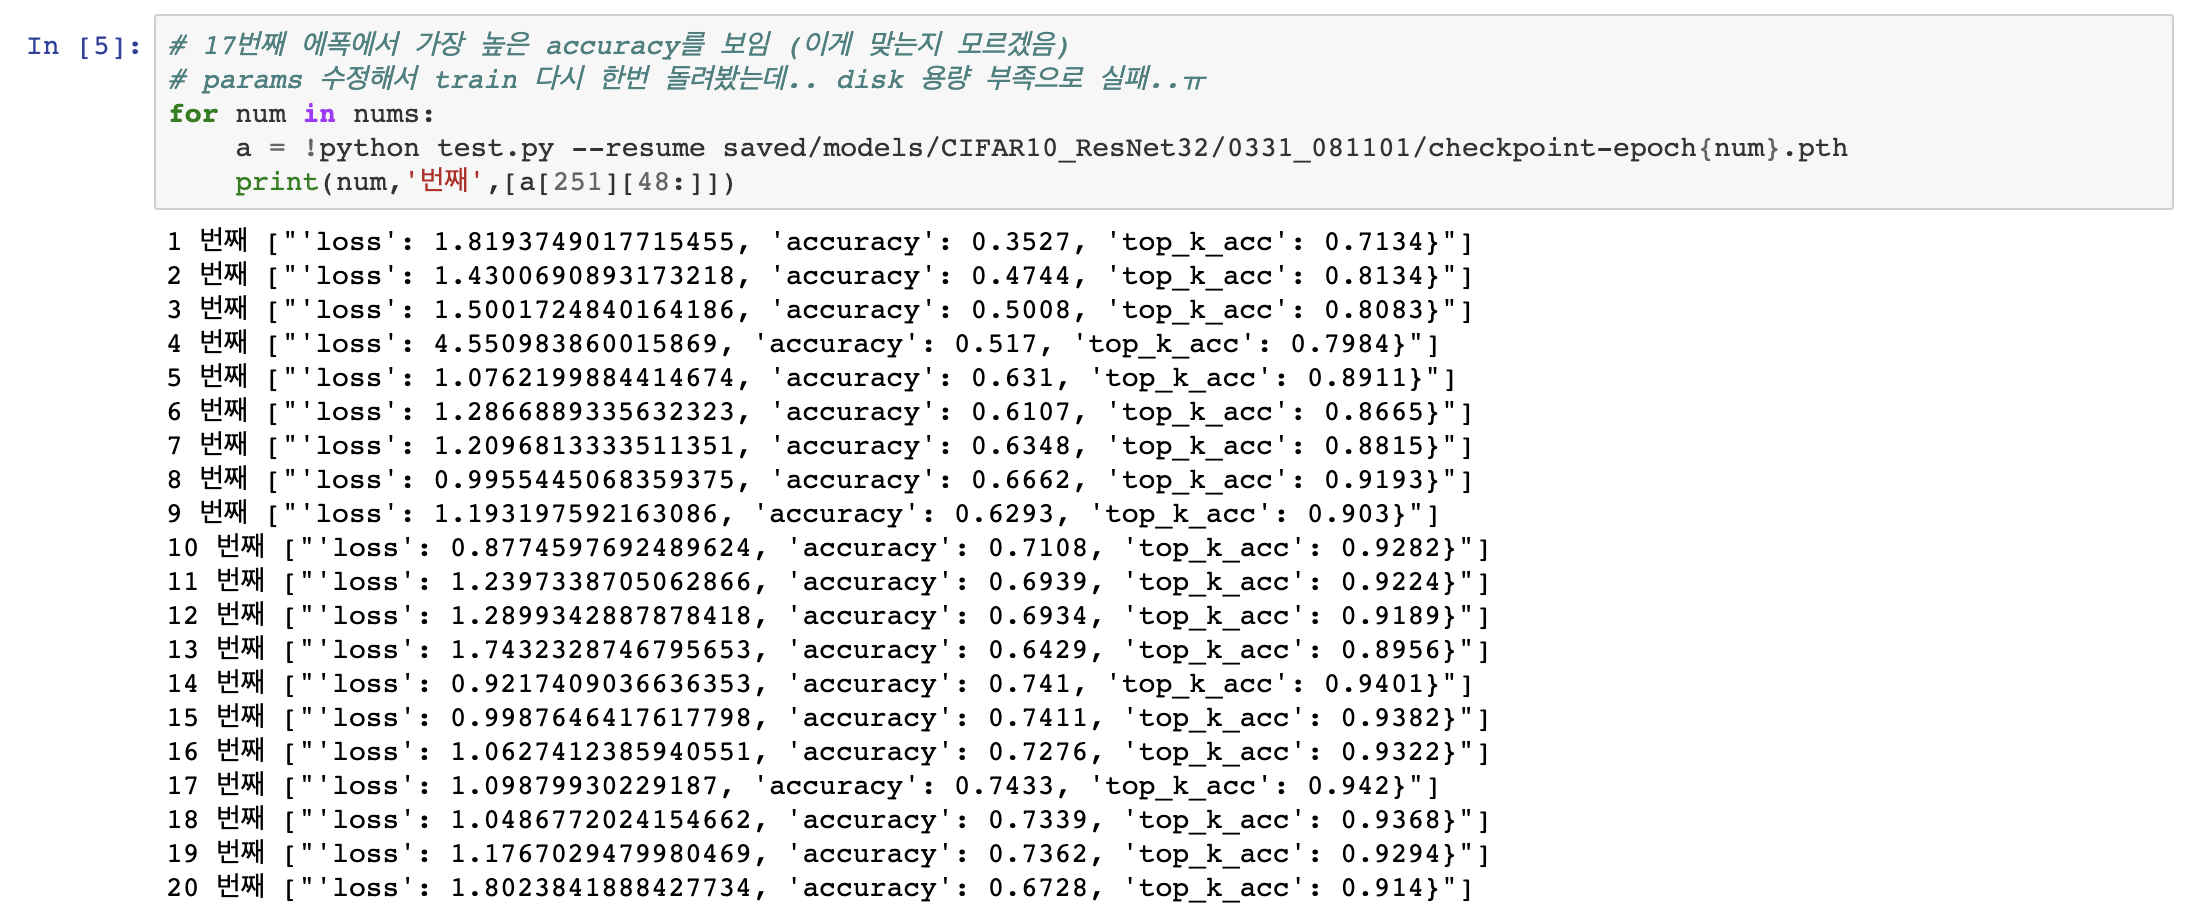 In [5]: # 17번째 에폭에서 가장 높은 accuracy를 보임 (이게 맞는지 모르겠음)
# params 수정해서 train 다시 한번 돌려봤는데.. disk 용량 부족으로 실패..ㅠ
for num in nums:
    a = !python test.py --resume saved/models/CIFAR10_ResNet32/0331_081101/checkpoint-epoch{num}.pth
    print(num,'번째',[a[251][48:]])
1 번째 ["'loss': 1.8193749017715455, 'accuracy': 0.3527, 'top_k_acc': 0.7134}"]
2 번째 ["'loss': 1.4300690893173218, 'accuracy': 0.4744, 'top_k_acc': 0.8134}"]
3 번째 ["'loss': 1.5001724840164186, 'accuracy': 0.5008, 'top_k_acc': 0.8083}"]
4 번째 ["'loss': 4.550983860015869, 'accuracy': 0.517, 'top_k_acc': 0.7984}"]
5 번째 ["'loss': 1.0762199884414674, 'accuracy': 0.631, 'top_k_acc': 0.8911}"]
6 번째 ["'loss': 1.2866889335632323, 'accuracy': 0.6107, 'top_k_acc': 0.8665}"]
7 번째 ["'loss': 1.2096813333511351, 'accuracy': 0.6348, 'top_k_acc': 0.8815}"]
8 번째 ["'loss': 0.9955445068359375, 'accuracy': 0.6662, 'top_k_acc': 0.9193}"]
9 번째 ["'loss': 1.193197592163086, 'accuracy': 0.6293, 'top_k_acc': 0.903}"]
10 번째 ["'loss': 0.8774597692489624, 'accuracy': 0.7108, 'top_k_acc': 0.9282}"]
11 번째 ["'loss': 1.2397338705062866, 'accuracy': 0.6939, 'top_k_acc': 0.9224}"]
12 번째 ["'loss': 1.2899342887878418, 'accuracy': 0.6934, 'top_k_acc': 0.9189}"]
13 번째 ["'loss': 1.7432328746795653, 'accuracy': 0.6429, 'top_k_acc': 0.8956}"]
14 번째 ["'loss': 0.9217409036636353, 'accuracy': 0.741, 'top_k_acc': 0.9401}"]
15 번째 ["'loss': 0.9987646417617798, 'accuracy': 0.7411, 'top_k_acc': 0.9382}"]
16 번째 ["'loss': 1.0627412385940551, 'accuracy': 0.7276, 'top_k_acc': 0.9322}"]
17 번째 ["'loss': 1.09879930229187, 'accuracy': 0.7433, 'top_k_acc': 0.942}"]
18 번째 ["'loss': 1.0486772024154662, 'accuracy': 0.7339, 'top_k_acc': 0.9368}"]
19 번째 ["'loss': 1.1767029479980469, 'accuracy': 0.7362, 'top_k_acc': 0.9294}"]
20 번째 ["'loss': 1.8023841888427734, 'accuracy': 0.6728, 'top_k_acc': 0.914}"]